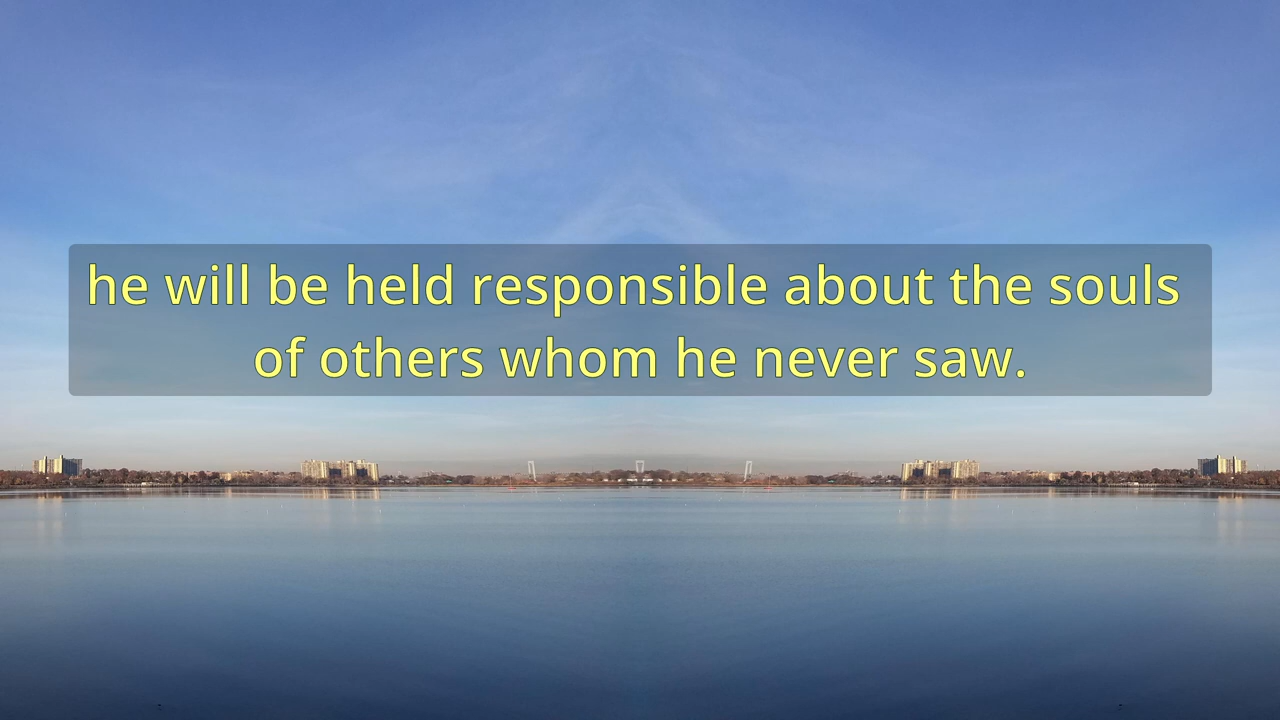 he will be held responsible about the souls
of others whom he never saw.